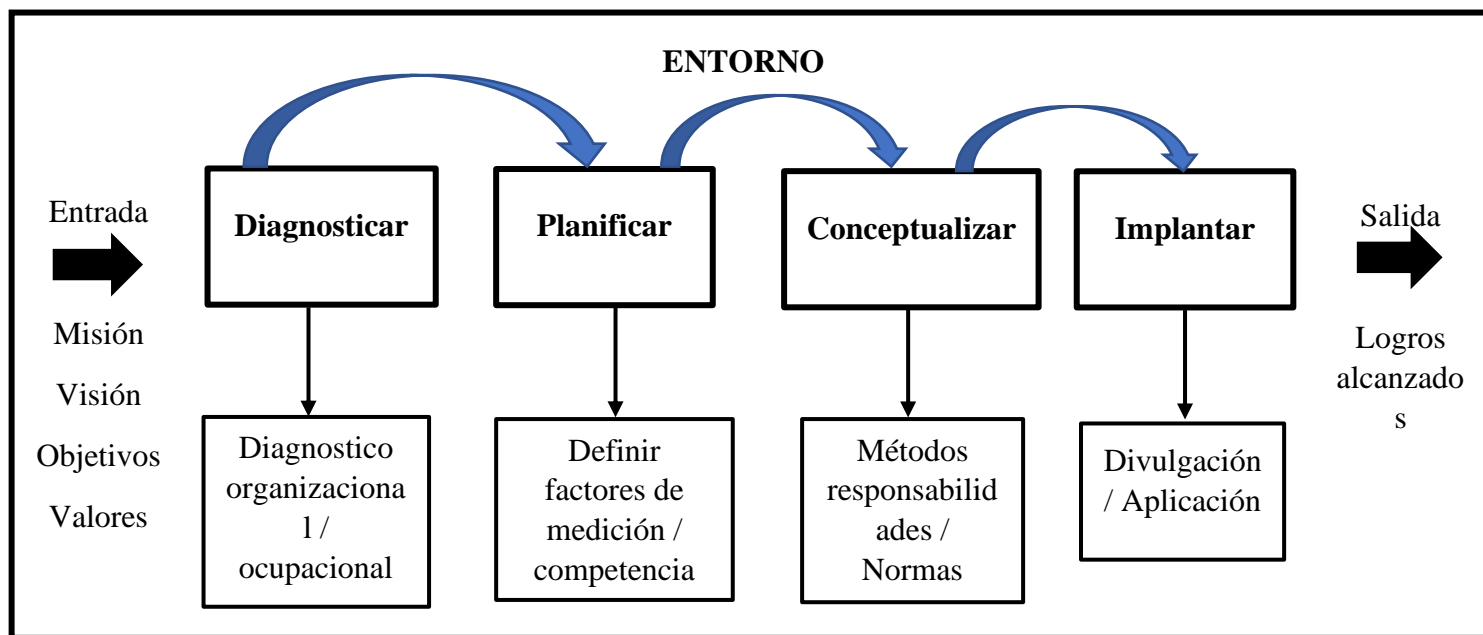 ENTORNO
Entrada
Misión
Visión
Objetivos
Valores
Diagnosticar
Planificar
Conceptualizar
Implantar
Diagnostico
organizaciona
l /
ocupacional
Definir
factores de
medición /
competencia
Métodos
responsabilid
ades /
Normas
Divulgación
/ Aplicación
Salida
Logros
alcanzado
s